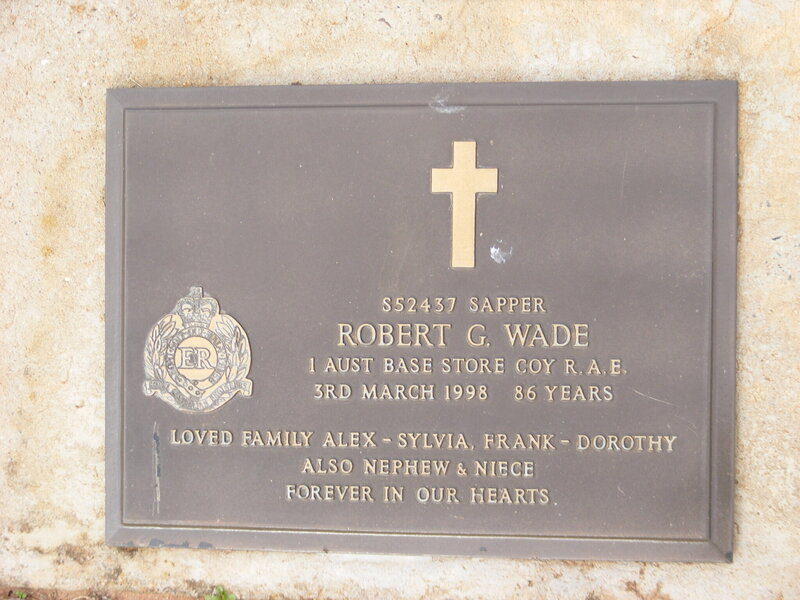 S52437 SAPPER
ROBERT G. WADE
1 AUST BASE STORE COY R.A.E.
3RD MARCH 1998 86 YEARS
ER
LOVED FAMILY ALEX - SYLVIA, FRANK - DOROTHY
ALSO NEPHEW & NIECE
FOREVER IN OUR HEARTS